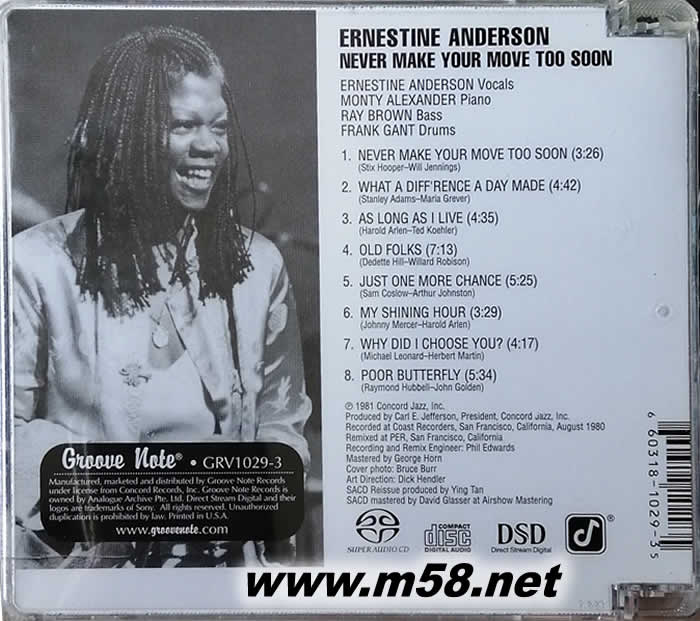 ERNESTINE ANDERSON
NEVER MAKE YOUR MOVE TOO SOON
ERNESTINE ANDERSON Vocals
MONTY ALEXANDER Piano
RAY BROWN Bass
FRANK GANT Drums
1. NEVER MAKE YOUR MOVE TOO SOON (3:26)
(Stix Hooper–Will Jennings)
2. WHAT A DIFF'RENCE A DAY MADE (4:42)
(Stanley Adams–Maria Grever)
3. AS LONG AS I LIVE (4:35)
(Harold Arlen–Ted Koehler)
4. OLD FOLKS (7:13)
(Dedette Hill–Willard Robison)
5. JUST ONE MORE CHANCE (5:25)
(Sam Coslow–Arthur Johnston)
6. MY SHINING HOUR (3:29)
(Johnny Mercer–Harold Arlen)
7. WHY DID I CHOOSE YOU? (4:17)
(Michael Leonard–Herbert Martin)
8. POOR BUTTERFLY (5:34)
(Raymond Hubbell–John Golden)
℗ 1981 Concord Jazz, Inc.
Produced by Carl E. Jefferson, President, Concord Jazz, Inc.
Recorded at Coast Recorders, San Francisco, California, August 1980
Remixed at PER, San Francisco, California
Recording and Remix Engineer: Phil Edwards
Mastered by George Horn
Cover photo: Bruce Burr
Art Direction: Dick Hendler
SACD Reissue produced by Ying Tan
SACD mastered by David Glasser at Airshow Mastering
Groove Note® • GRV1029-3
Manufactured, marketed and distributed by Groove Note Records
under license from Concord Records, Inc. Groove Note Records is
owned by Analogue Archive Pte. Ltd. Direct Stream Digital and their
logos are trademarks of Sony. All rights reserved. Unauthorized
duplication is prohibited by law. Printed in U.S.A.
www.groovenote.com
SUPER AUDIO CD
COMPACT
disc
DIGITAL AUDIO
DSD
Direct Stream Digital
6 60318-1029-3 5
www.m58.net